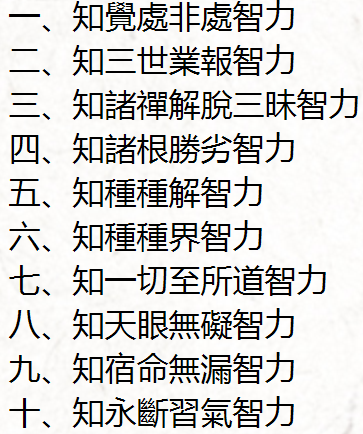 一、知覺處非處智力
二、知三世業報智力
三、知諸禪解脫三昧智力
四、知諸根勝劣智力
五、知種種解智力
六、知種種界智力
七、知一切至所道智力
八、知天眼無礙智力
九、知宿命無漏智力
十、知永斷習氣智力